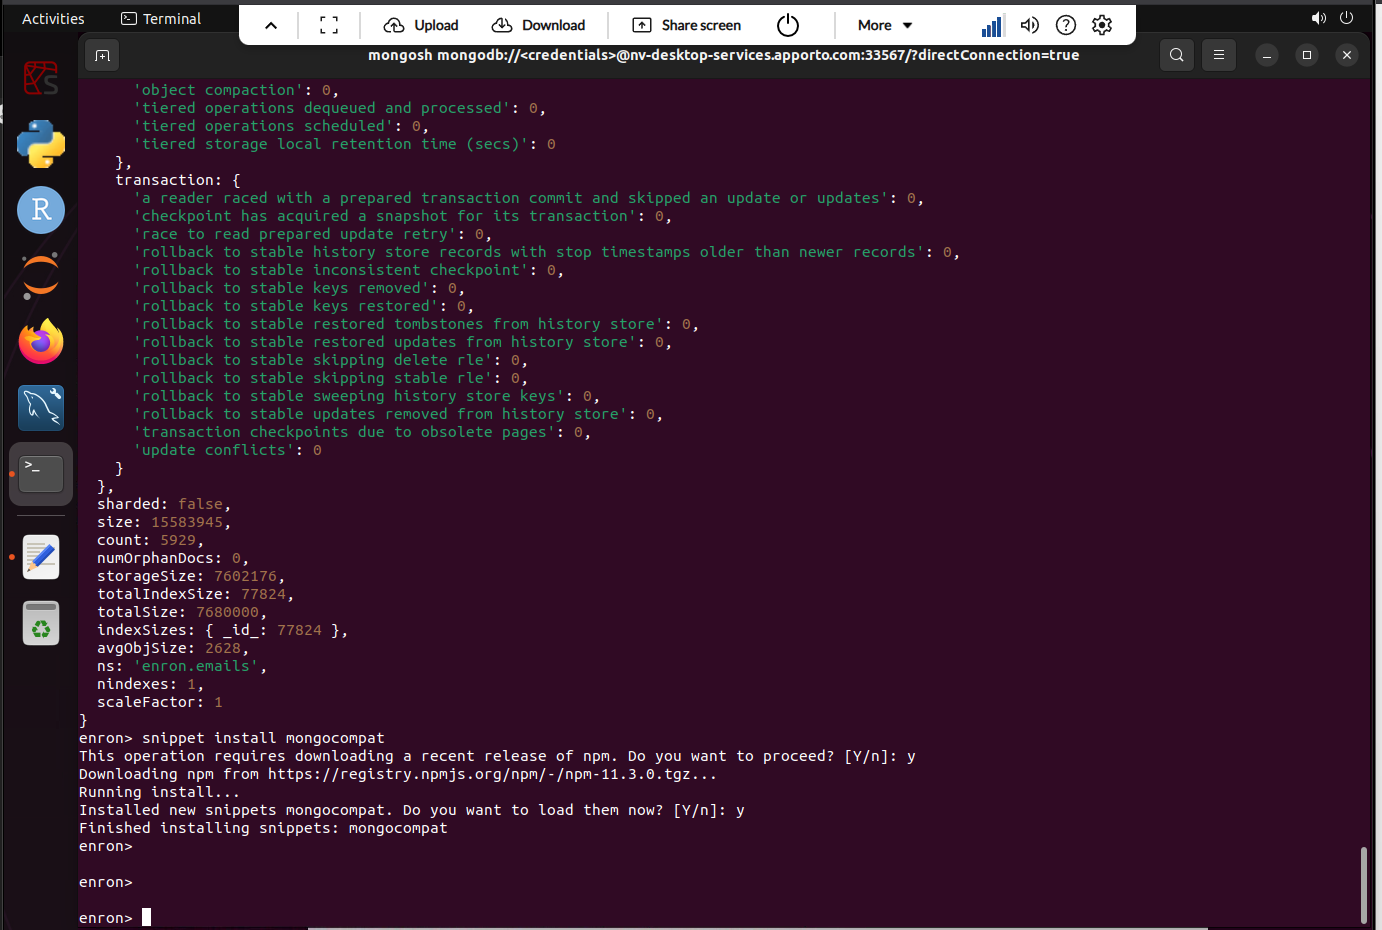 Activities
Terminal
Upload
Download
Share screen
More
mongosh mongodb://<credentials>@nv-desktop-services.apporto.com:33567/?directConnection=true
'object compaction': 0,
'tiered operations dequeued and processed': 0,
'tiered operations scheduled': 0,
'tiered storage local retention time (secs)': 0
},
transaction: {
'a reader raced with a prepared transaction commit and skipped an update or updates': 0,
'checkpoint has acquired a snapshot for its transaction': 0,
'race to read prepared update retry': 0,
'rollback to stable history store records with stop timestamps older than newer records': 0,
'rollback to stable inconsistent checkpoint': 0,
'rollback to stable keys removed': 0,
'rollback to stable keys restored': 0,
'rollback to stable restored tombstones from history store': 0,
'rollback to stable restored updates from history store': 0,
'rollback to stable skipping delete rle': 0,
'rollback to stable skipping stable rle': 0,
'rollback to stable sweeping history store keys': 0,
'rollback to stable updates removed from history store': 0,
'transaction checkpoints due to obsolete pages': 0,
'update conflicts': 0
}
},
sharded: false,
size: 15583945,
count: 5929,
numOrphanDocs: 0,
storageSize: 7602176,
totalIndexSize: 77824,
totalSize: 7680000,
indexSizes: { _id_: 77824 },
avgObjSize: 2628,
ns: 'enron.emails',
nindexes: 1,
scaleFactor: 1
}
enron> snippet install mongocompat
This operation requires downloading a recent release of npm. Do you want to proceed? [Y/n]: y
Downloading npm from https://registry.npmjs.org/npm/-/npm-11.3.0.tgz...
Running install...
Installed new snippets mongocompat. Do you want to load them now? [Y/n]: y
Finished installing snippets: mongocompat
enron>
enron>
enron>